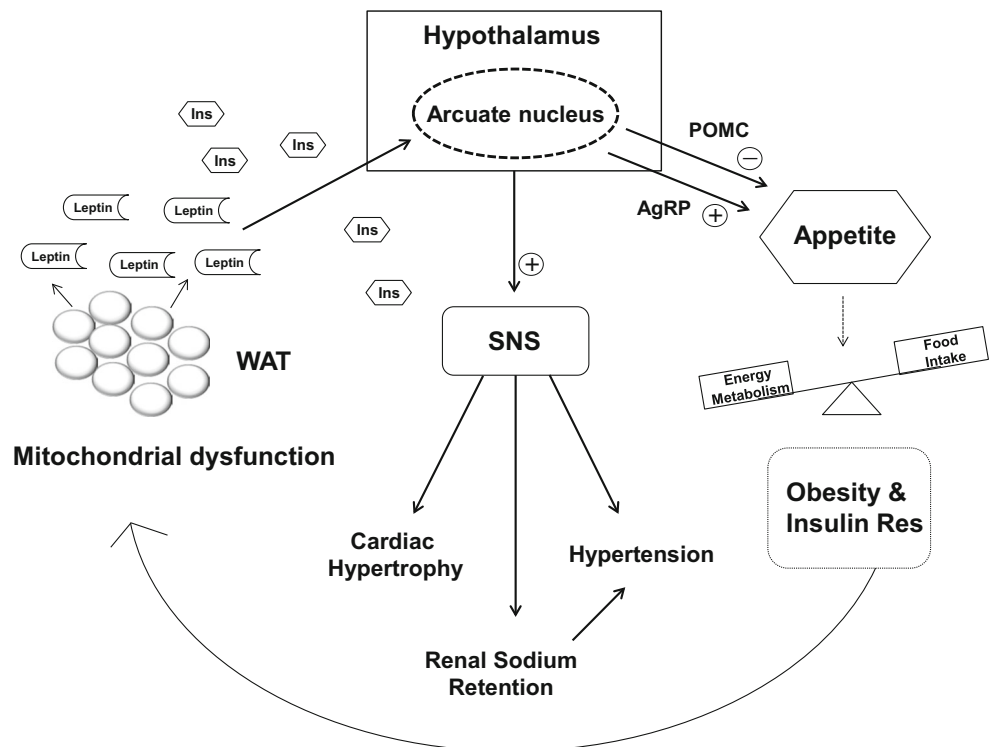 Hypothalamus
Arcuate nucleus
Ins
Ins
Ins
POMC
−
AgRP
+
Leptin
Leptin
Ins
Appetite
Leptin
Leptin
Leptin
+
Ins
WAT
SNS
Food
Intake
Energy
Metabolism
Mitochondrial dysfunction
Obesity &
Insulin Res
Cardiac
Hypertrophy
Hypertension
Renal Sodium
Retention